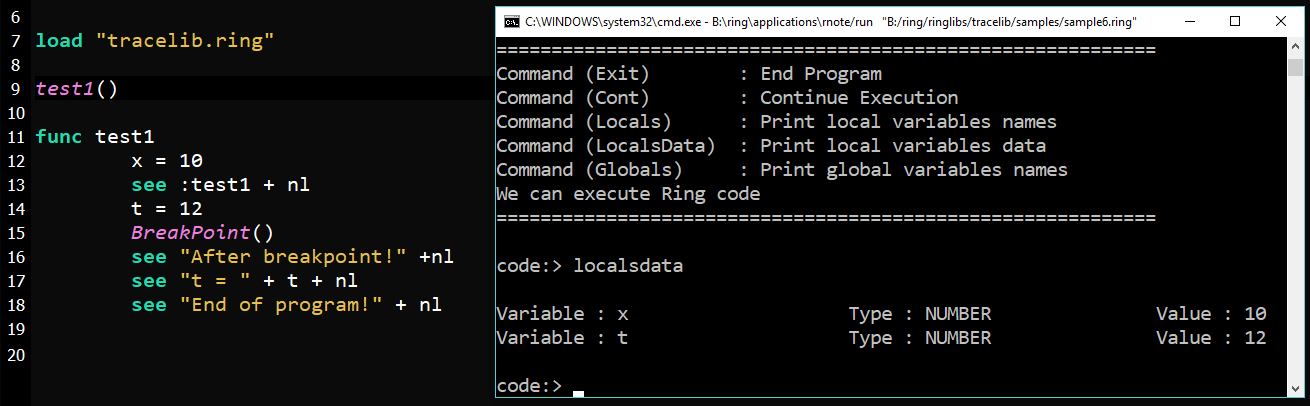 6
7 load "tracelib.ring"
8
9 test1()
10
11 func test1
12 x = 10
13 see :test1 + nl
14 t = 12
15 BreakPoint()
16 see "After breakpoint!" +nl
17 see "t = " + t + nl
18 see "End of program!" + nl
19
20
C:\WINDOWS\system32\cmd.exe - B:\ring\applications\rnote/run "B:/ring/ringlibs/tracelib/samples/sample6.ring"
============================================================
Command (Exit) : End Program
Command (Cont) : Continue Execution
Command (Locals) : Print local variables names
Command (LocalsData) : Print local variables data
Command (Globals) : Print global variables names
We can execute Ring code
============================================================
code:> localsdata
Variable : x Type : NUMBER Value : 10
Variable : t Type : NUMBER Value : 12
code:>